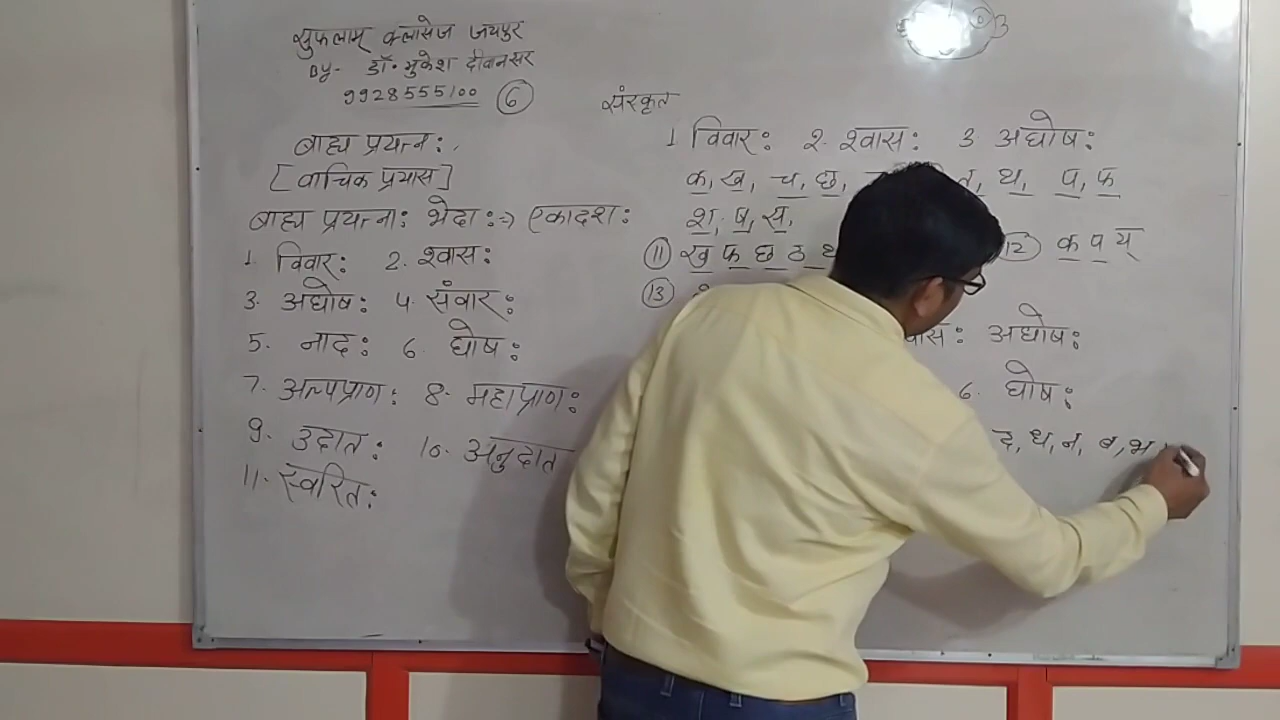 सुफलाम् क्लासेज जयपुर
By- डॉ. मुकेश दीवानसर
9928555100 6
संस्कृत
बाह्य प्रयत्न:
[वाचिक प्रयास]
बाह्य प्रयत्ना: भेदा:→ एकादश:
1. विवार: 2. श्वास:
3. अघोष: 4. संवार:
5. नाद: 6. घोष:
7. अल्पप्राण: 8. महाप्राण:
9. उदात: 10. अनुदात
11. स्वरित:
1 विवार: 2. श्वास: 3 अघोष:
क, ख, च, छ, त, थ, प, फ
श, ष, स,
11 ख फ छ ठ थ 12 क प य्
13
वास: अघोष:
6. घोष:
द, ध, न, ब, भ